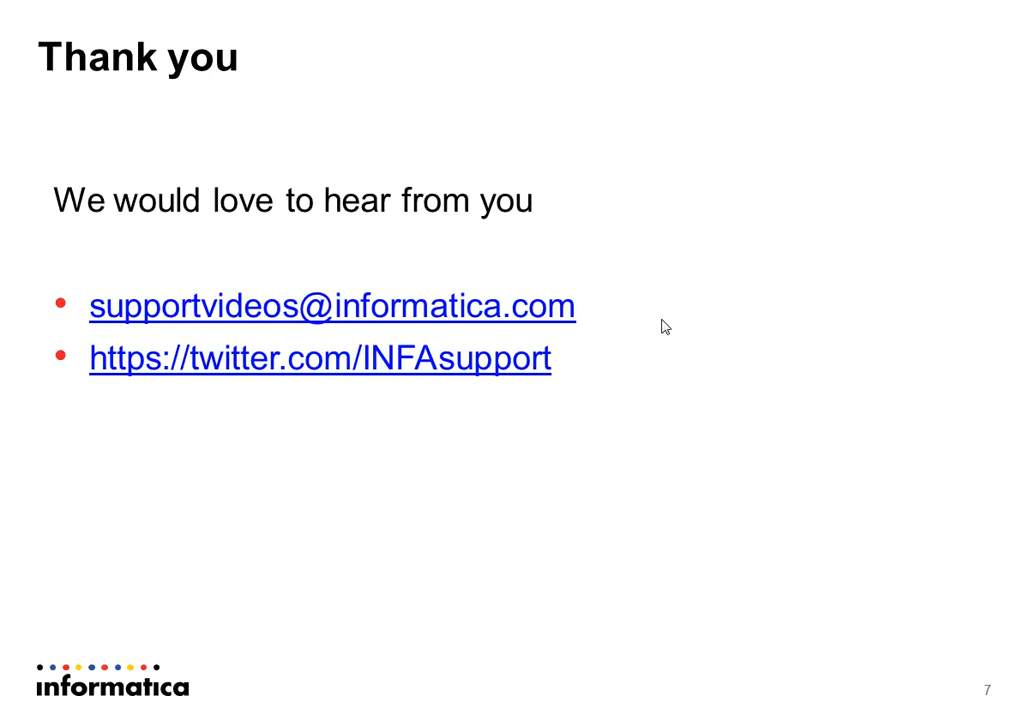 Thank you
We would love to hear from you
• supportvideos@informatica.com
• https://twitter.com/INFAsupport
informatica
7